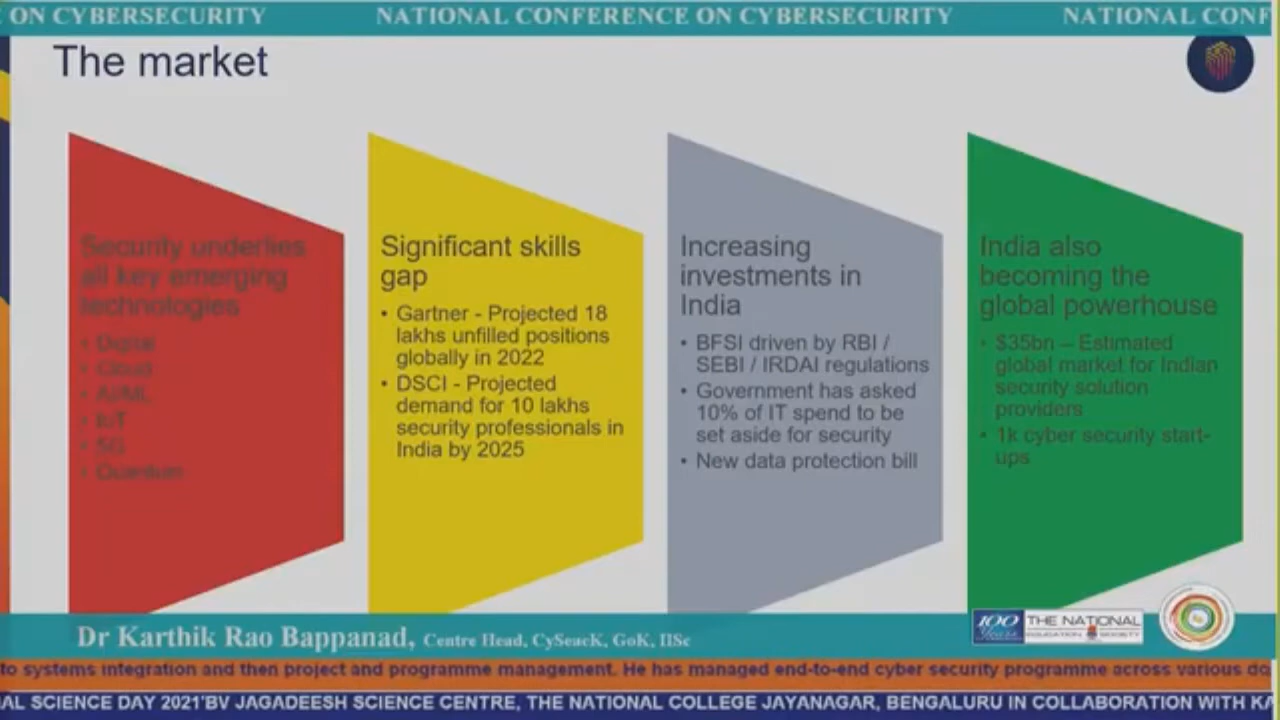 ON CYBERSECURITY NATIONAL CONFERENCE ON CYBERSECURITY NATIONAL CONF
The market
Security underlies
all key emerging
technologies
• Digital
• Cloud
• AI/ML
• IoT
• 5G
• Quantum
Significant skills
gap
• Gartner - Projected 18
lakhs unfilled positions
globally in 2022
• DSCI - Projected
demand for 10 lakhs
security professionals in
India by 2025
Increasing
investments in
India
• BFSI driven by RBI /
SEBI / IRDAI regulations
• Government has asked
10% of IT spend to be
set aside for security
• New data protection bill
India also
becoming the
global powerhouse
• $35bn – Estimated
global market for Indian
security solution
providers
• 1k cyber security start-
ups
Dr Karthik Rao Bappanad, Centre Head, CySecK, GoK, IISc
100 Years THE NATIONAL
EDUCATION SOCIETY
to systems integration and then project and programme management. He has managed end-to-end cyber security programme across various do
AL SCIENCE DAY 2021'BV JAGADEESH SCIENCE CENTRE, THE NATIONAL COLLEGE JAYANAGAR, BENGALURU IN COLLABORATION WITH KA